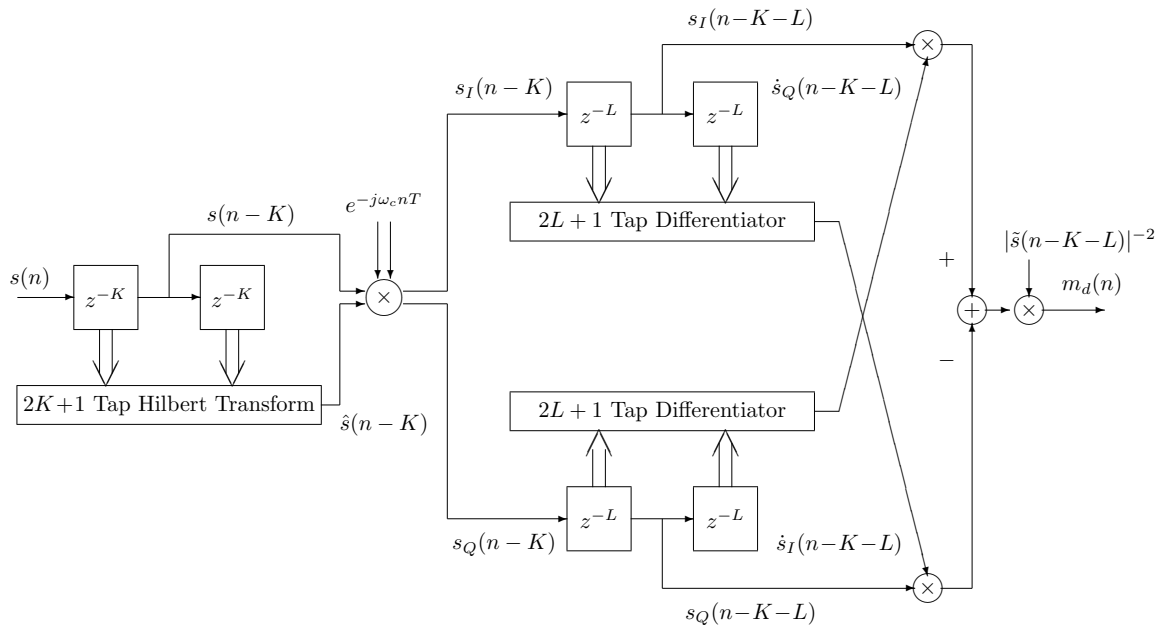 s_I(n−K−L)
×
s_I(n−K)
ṡ_Q(n−K−L)
z^{−L}
z^{−L}
e^{−jω_c nT}
s(n−K)
2L+1 Tap Differentiator
|s̃(n−K−L)|^{−2}
+
s(n)
m_d(n)
z^{−K}
z^{−K}
×
+
×
−
2K+1 Tap Hilbert Transform
2L+1 Tap Differentiator
ŝ(n−K)
z^{−L}
z^{−L}
s_Q(n−K)
ṡ_I(n−K−L)
×
s_Q(n−K−L)